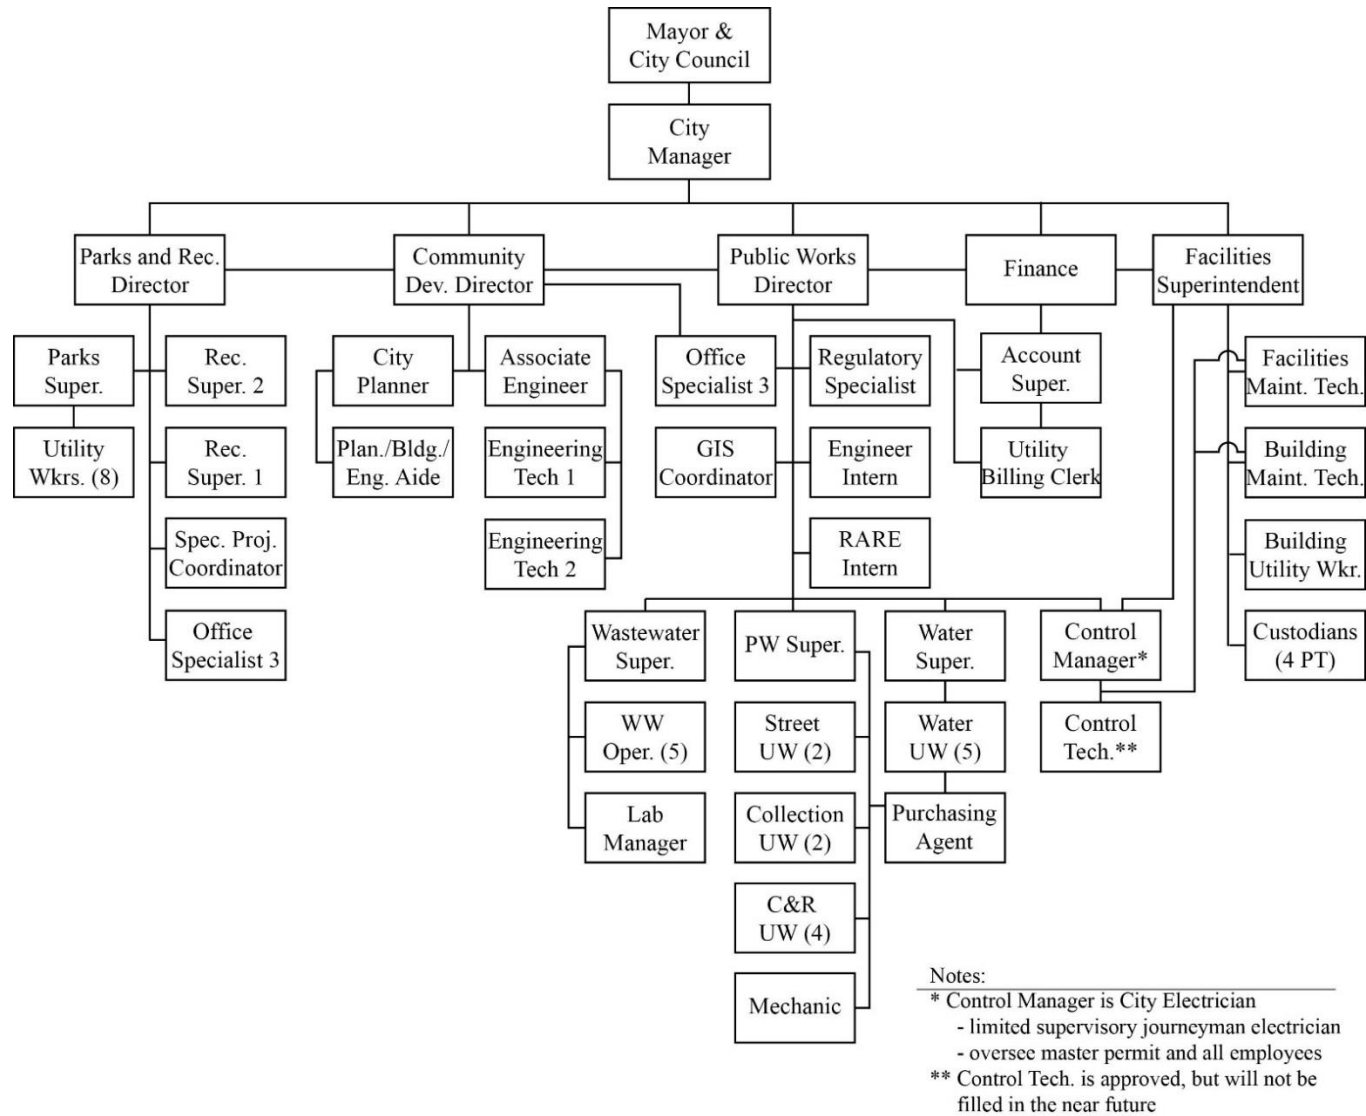 Mayor &
City Council
City
Manager
Parks and Rec.
Director
Community
Dev. Director
Public Works
Director
Finance
Facilities
Superintendent
Parks
Super.
Rec.
Super. 2
City
Planner
Associate
Engineer
Office
Specialist 3
Regulatory
Specialist
Account
Super.
Facilities
Maint. Tech.
Utility
Wkrs. (8)
Rec.
Super. 1
Plan./Bldg./
Eng. Aide
Engineering
Tech 1
GIS
Coordinator
Engineer
Intern
Utility
Billing Clerk
Building
Maint. Tech.
Spec. Proj.
Coordinator
Engineering
Tech 2
RARE
Intern
Building
Utility Wkr.
Office
Specialist 3
Wastewater
Super.
PW Super.
Water
Super.
Control
Manager*
Custodians
(4 PT)
WW
Oper. (5)
Street
UW (2)
Water
UW (5)
Control
Tech.**
Lab
Manager
Collection
UW (2)
Purchasing
Agent
C&R
UW (4)
Mechanic
Notes:
* Control Manager is City Electrician
- limited supervisory journeyman electrician
- oversee master permit and all employees
** Control Tech. is approved, but will not be
filled in the near future